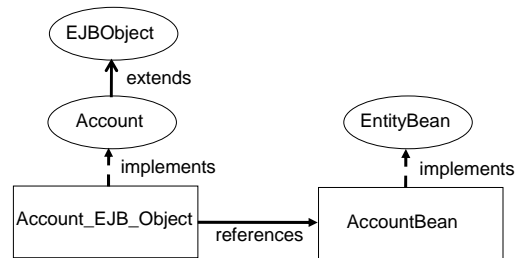 EJBObject
extends
Account
EntityBean
implements
implements
Account_EJB_Object
AccountBean
references